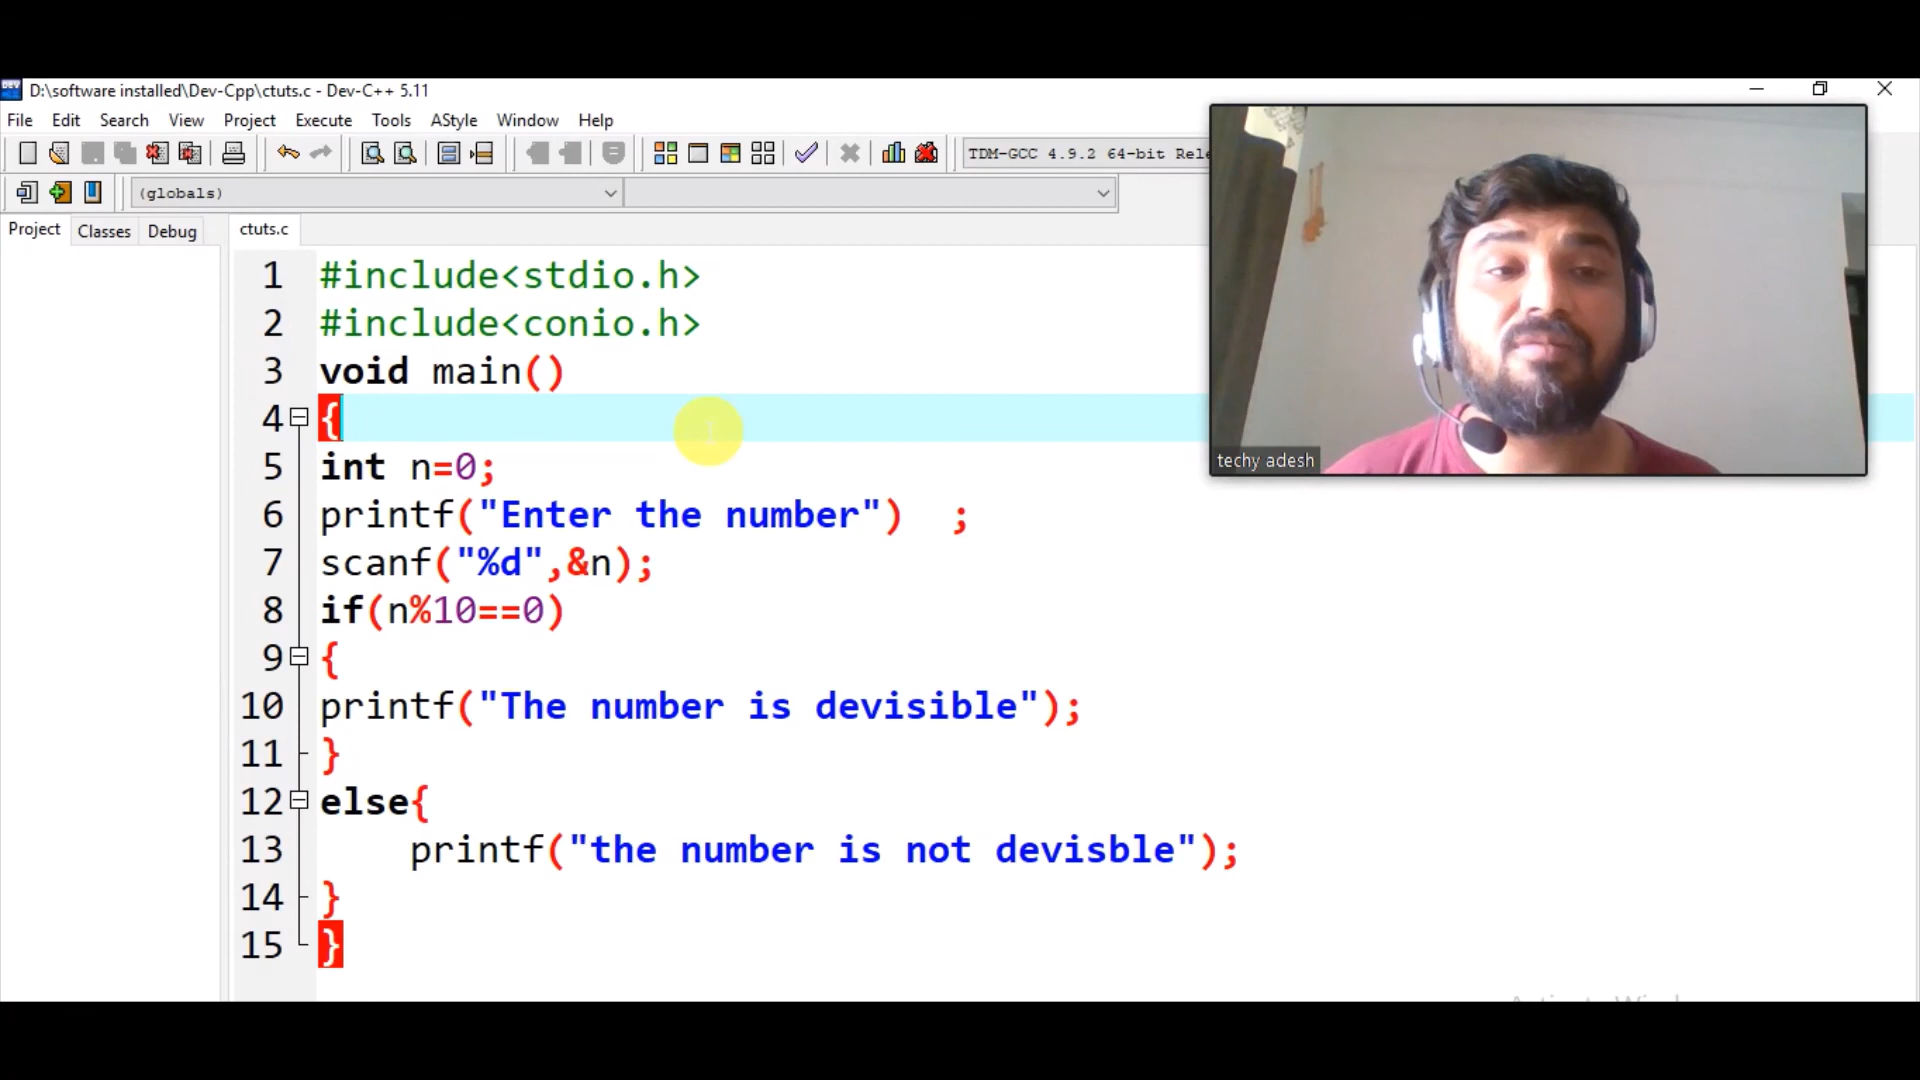 D:\software installed\Dev-Cpp\ctuts.c - Dev-C++ 5.11
File Edit Search View Project Execute Tools AStyle Window Help
TDM-GCC 4.9.2 64-bit Rele
(globals)
Project Classes Debug ctuts.c
1 #include<stdio.h>
2 #include<conio.h>
3 void main()
4 {
5 int n=0;
6 printf("Enter the number")  ;
7 scanf("%d",&n);
8 if(n%10==0)
9 {
10 printf("The number is devisible");
11 }
12 else{
13     printf("the number is not devisble");
14 }
15 }
techy adesh